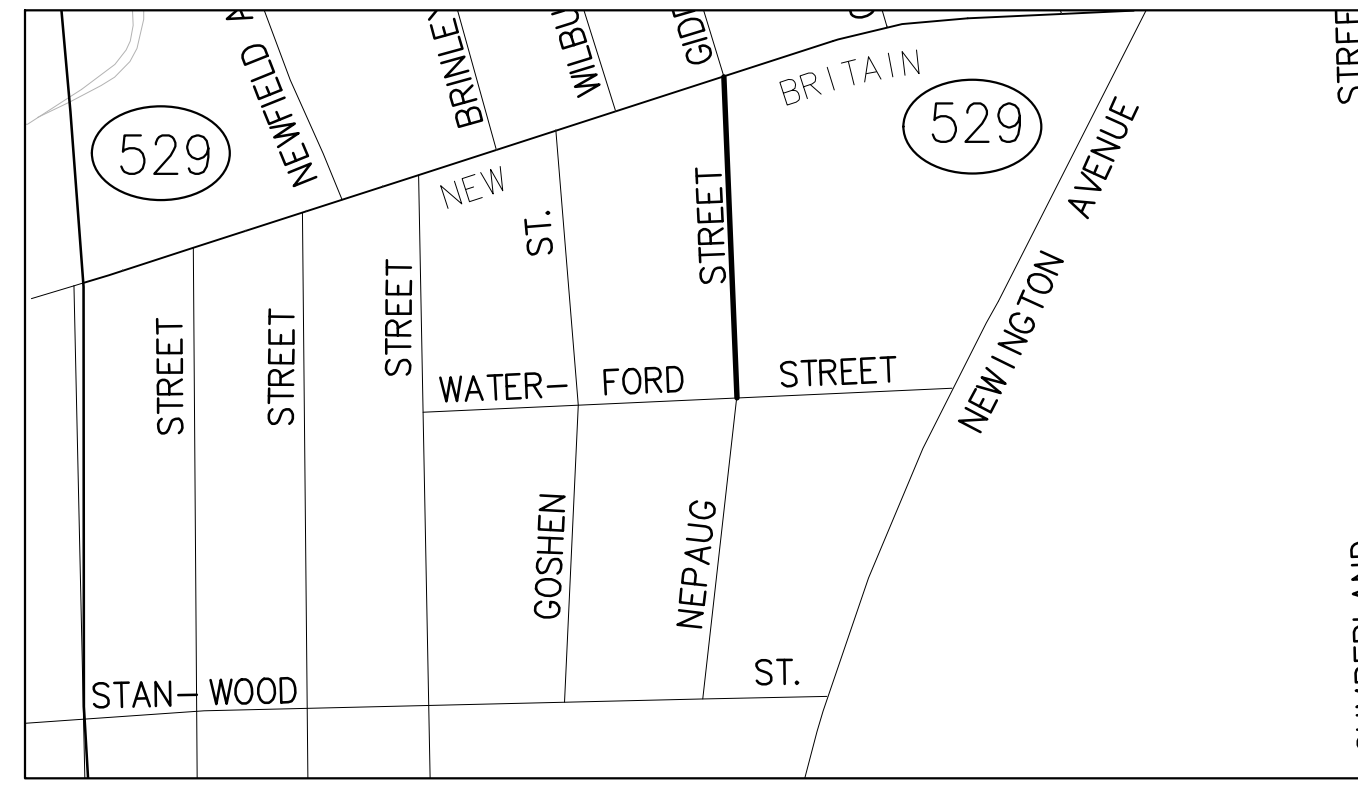 NEWFIELD
BRINLEY
529
BRITAIN
529
NEW
ST.
STREET
NEWINGTON AVENUE
STREET
STREET
STREET
WATER- FORD STREET
GOSHEN
NEPAUG
STAN- WOOD ST.